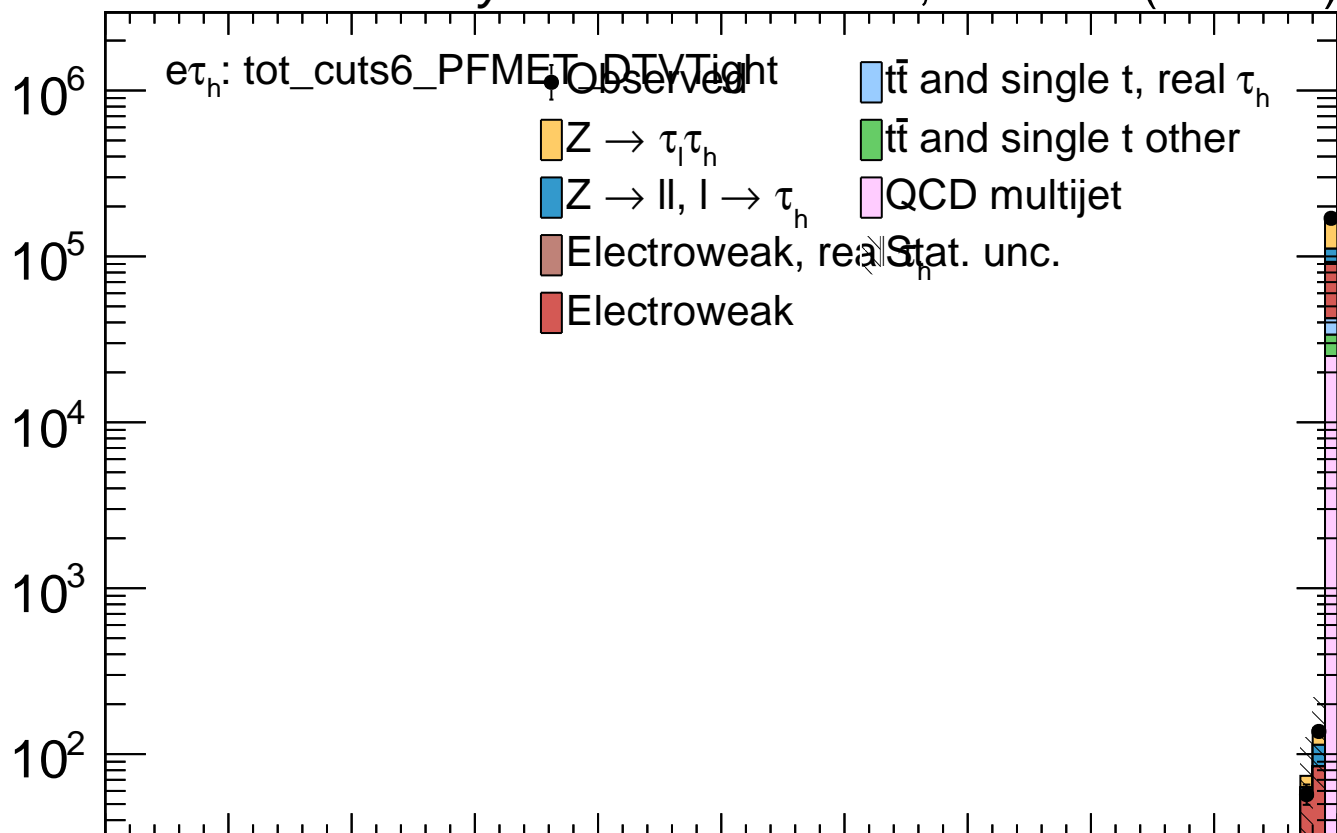 eτh: tot_cuts6_PFMET_DTVTight
Observed
Z → τlτh
Z → ll, l → τh
Electroweak, real τh
Electroweak
tt̄ and single t, real τh
tt̄ and single t other
QCD multijet
Stat. unc.
10^6
10^5
10^4
10^3
10^2